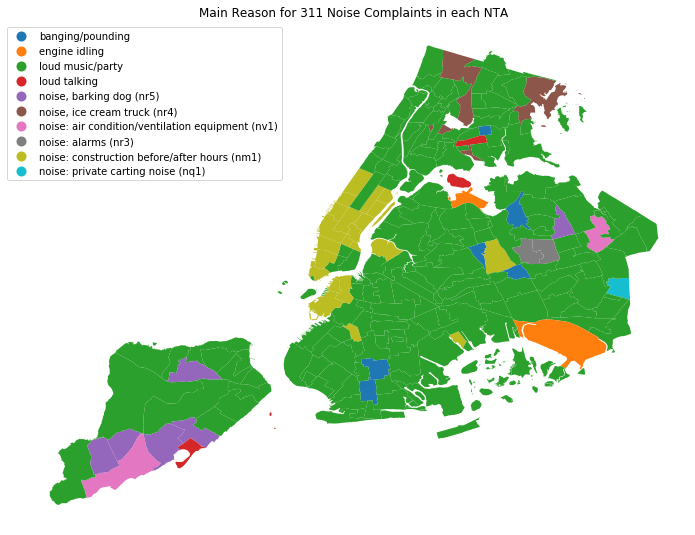 Main Reason for 311 Noise Complaints in each NTA
banging/pounding
engine idling
loud music/party
loud talking
noise, barking dog (nr5)
noise, ice cream truck (nr4)
noise: air condition/ventilation equipment (nv1)
noise: alarms (nr3)
noise: construction before/after hours (nm1)
noise: private carting noise (nq1)